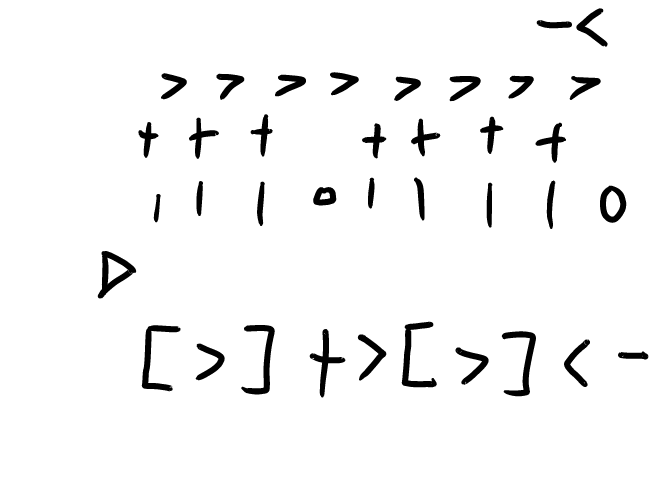 -<
> > > > > > > >
+ + + + + + +
1 1 1 0 1 1 1 1 0
▷
[>]+>[>]<-